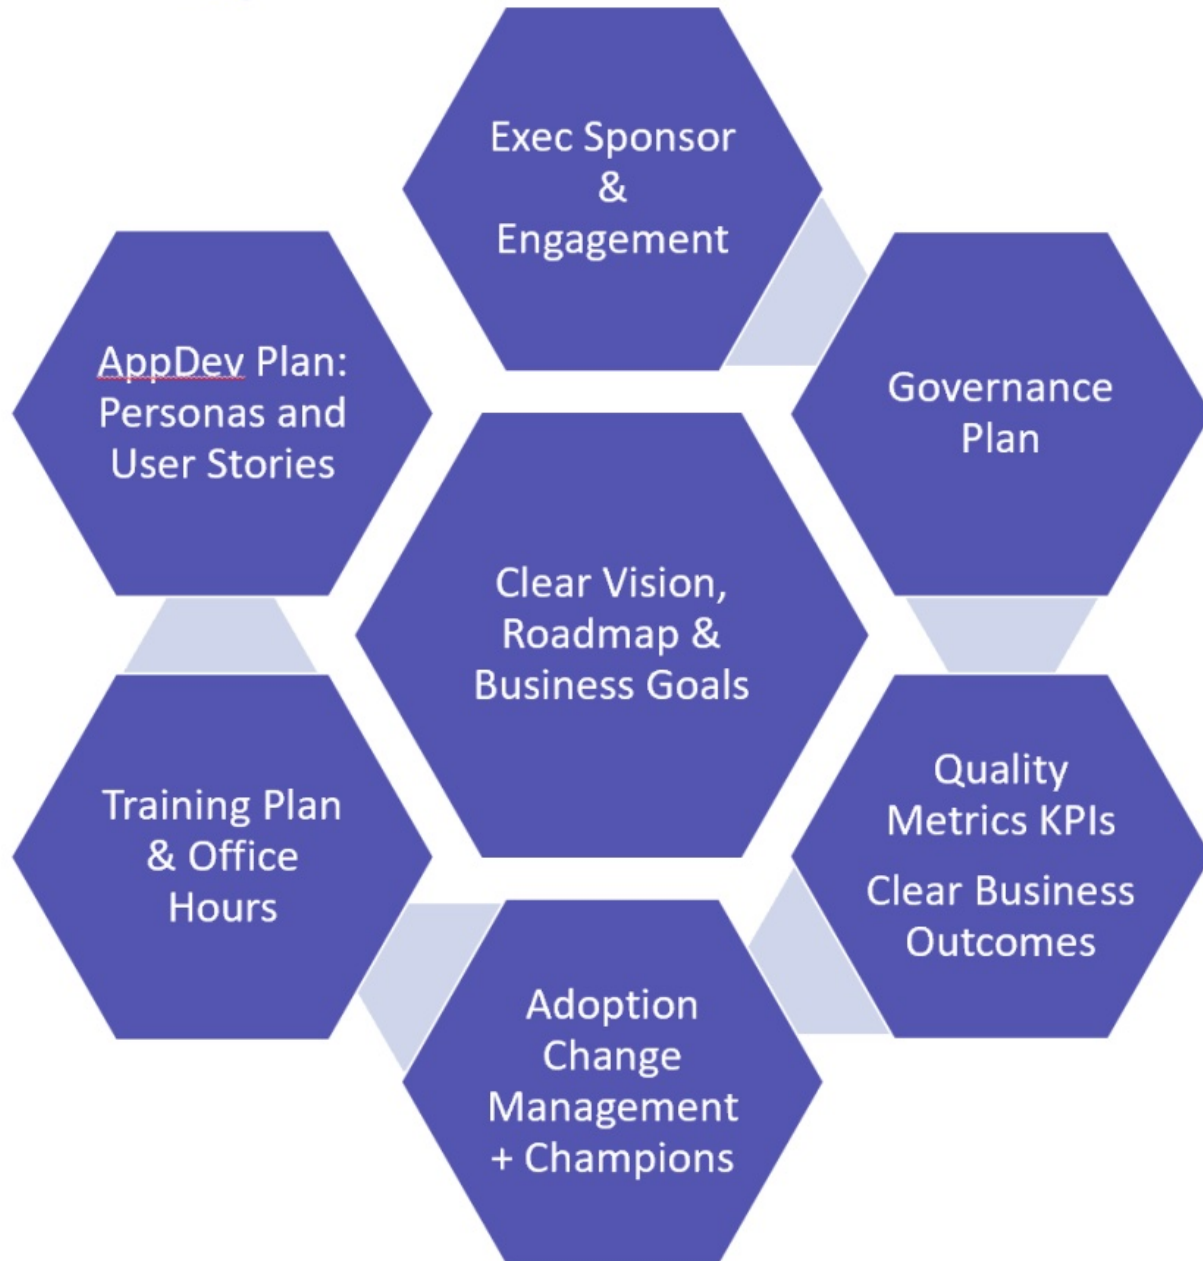 Exec Sponsor
&
Engagement
Governance
Plan
Quality
Metrics KPIs
Clear Business
Outcomes
Adoption
Change
Management
+ Champions
Training Plan
& Office
Hours
AppDev Plan:
Personas and
User Stories
Clear Vision,
Roadmap &
Business Goals